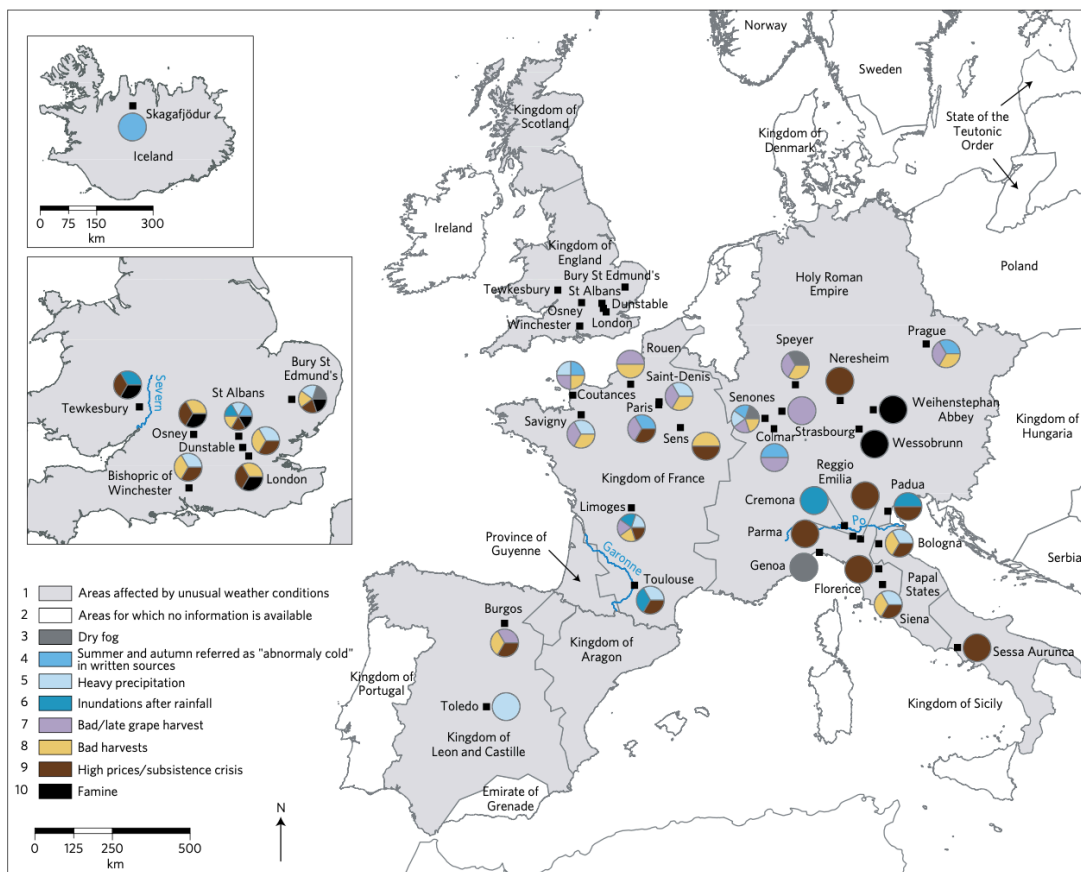 Skagafjödur
Iceland
0 75 150 300
km
Severn
Tewkesbury
Osney
St Albans
Bury St
Edmund's
Dunstable
London
Bishopric of
Winchester
Norway
Sweden
Kingdom of
Scotland
Kingdom of
Denmark
State of the
Teutonic
Order
Ireland
Kingdom of
England
Bury St Edmund's
St Albans
Tewkesbury
Dunstable
Osney
Winchester
London
Poland
Holy Roman
Empire
Prague
Rouen
Speyer
Neresheim
Saint-Denis
Coutances
Senones
Weihenstephan
Abbey
Paris
Savigny
Strasbourg
Sens
Colmar
Wessobrunn
Kingdom of
Hungary
Kingdom of France
Reggio
Emilia
Padua
Cremona
Limoges
Po
Parma
Bologna
Province of
Guyenne
Garonne
Genoa
Serbia
Toulouse
Florence
Papal
States
Siena
Burgos
Kingdom of
Aragon
Sessa Aurunca
Kingdom of
Portugal
Toledo
Kingdom of Sicily
Kingdom of
Leon and Castille
Emirate of
Grenade
1 Areas affected by unusual weather conditions
2 Areas for which no information is available
3 Dry fog
4 Summer and autumn referred as "abnormaly cold"
in written sources
5 Heavy precipitation
6 Inundations after rainfall
7 Bad/late grape harvest
8 Bad harvests
9 High prices/subsistence crisis
10 Famine
N
0 125 250 500
km